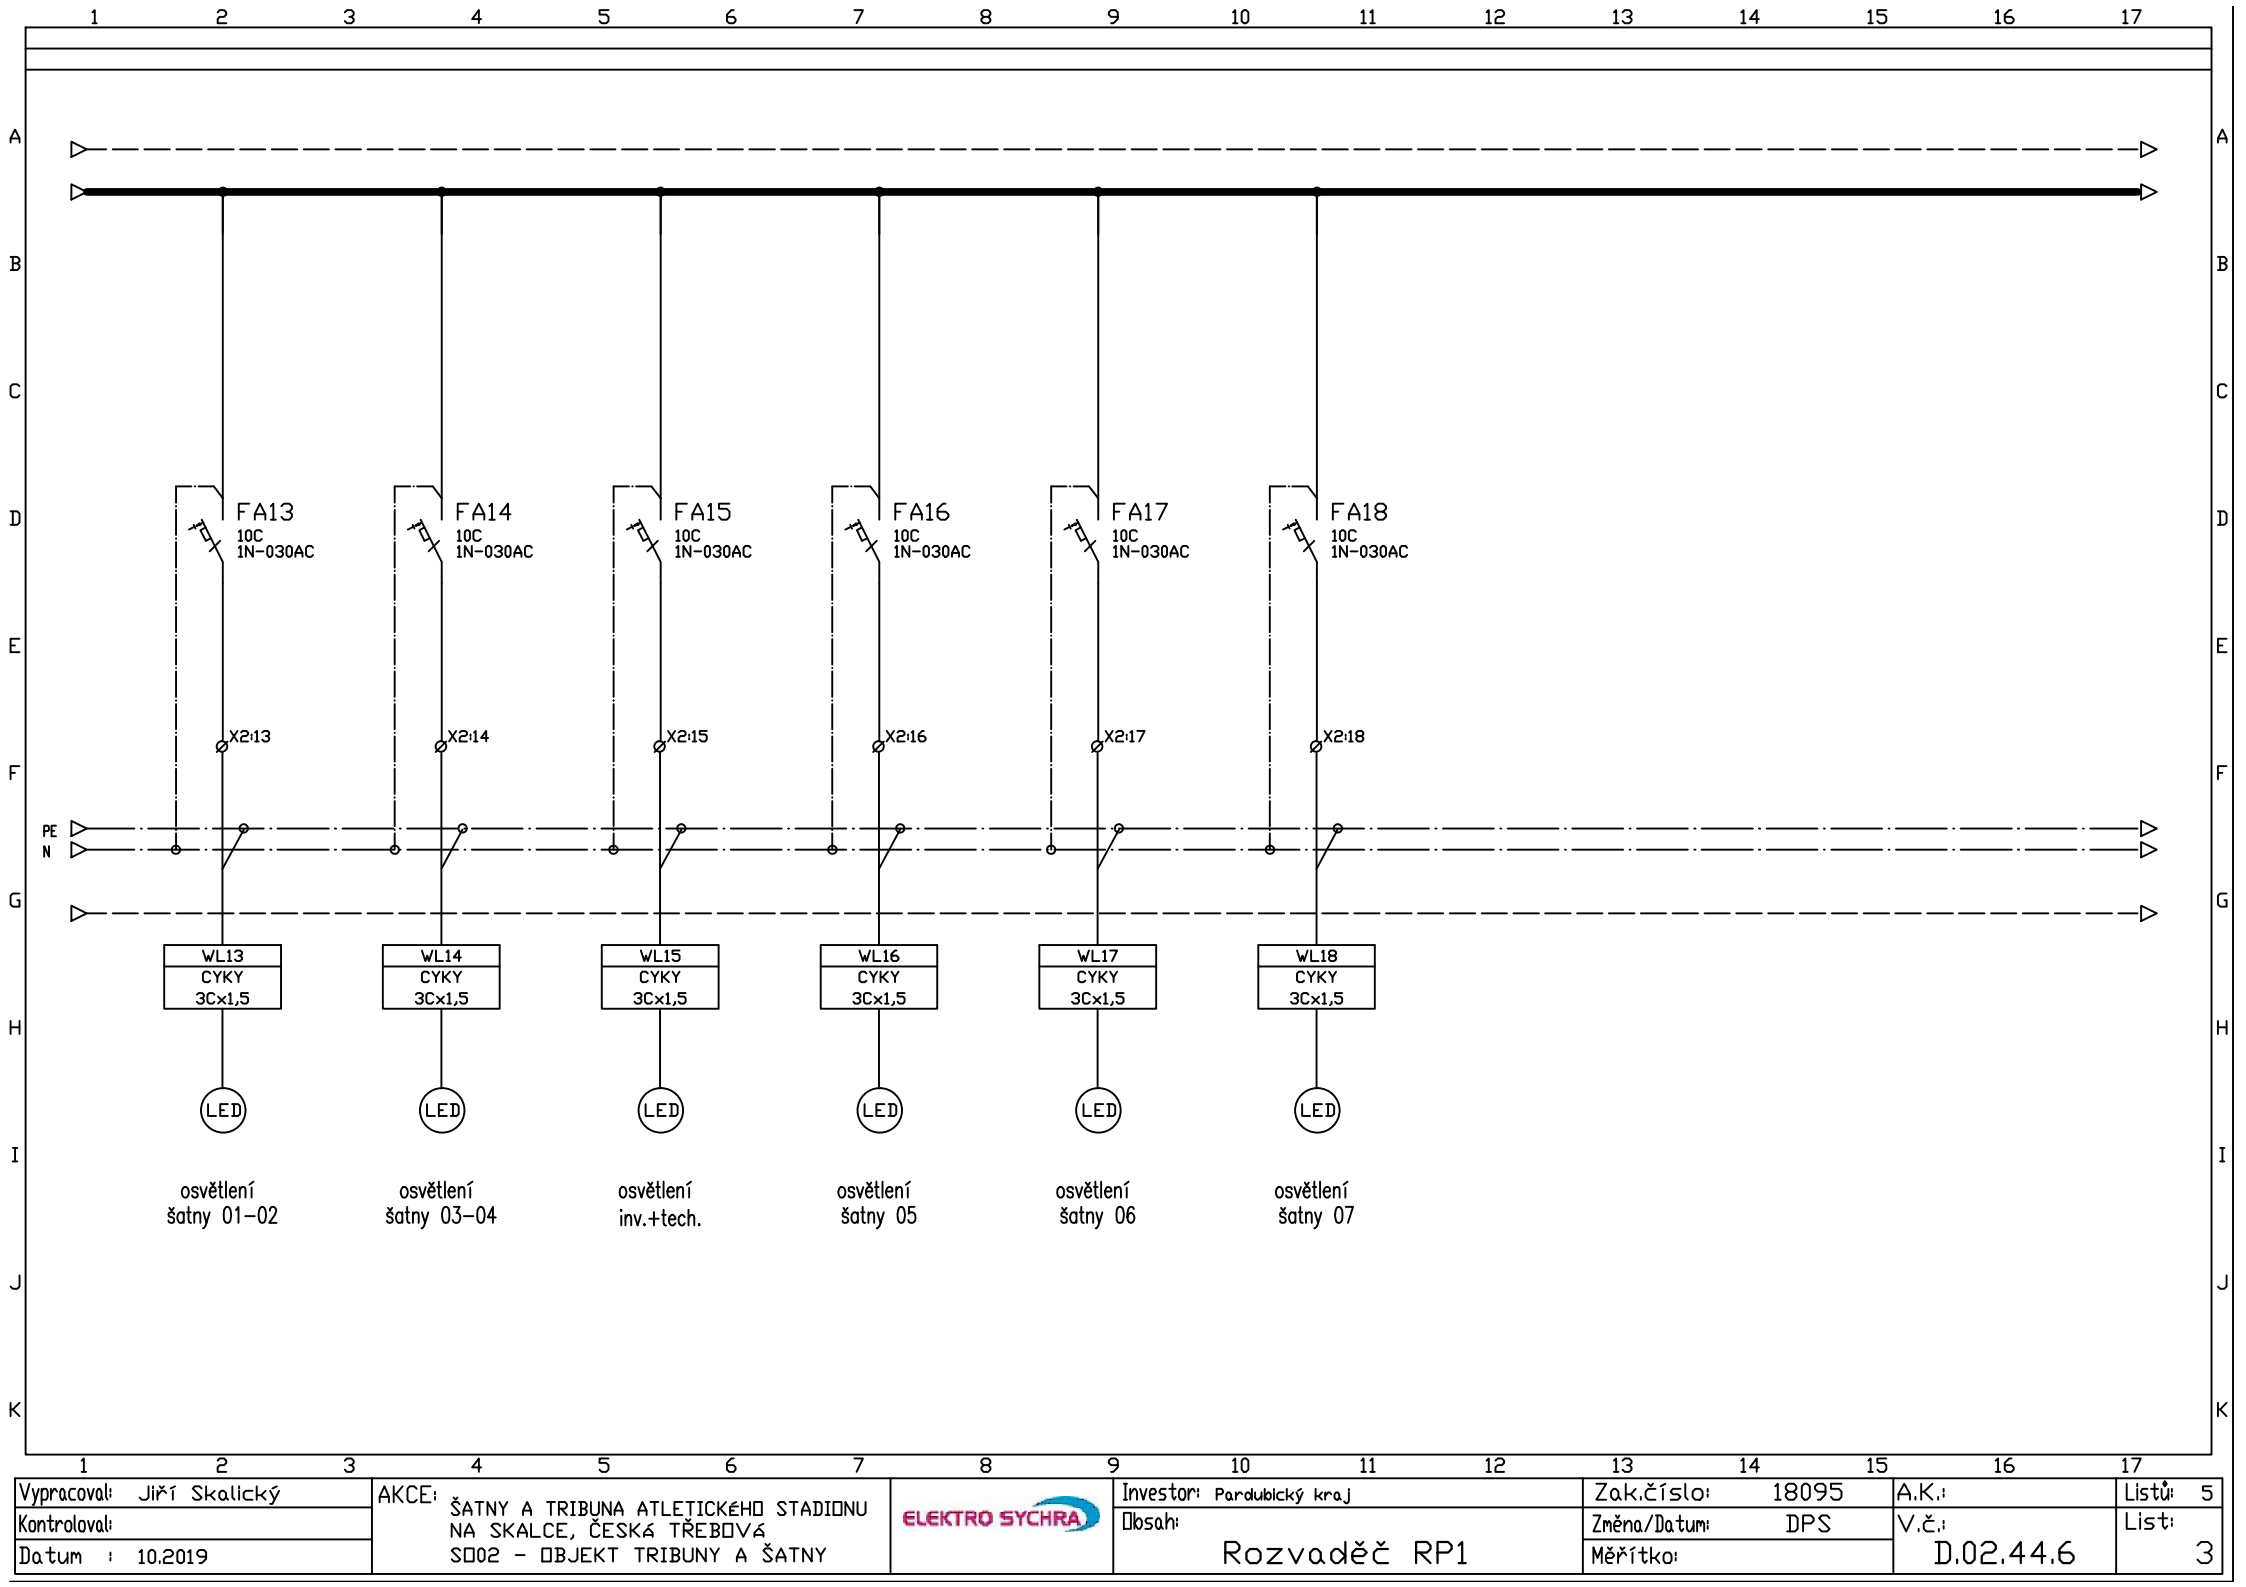 1 2 3 4 5 6 7 8 9 10 11 12 13 14 15 16 17
A A
B B
C C
D D
E E
F F
G G
H H
I I
J J
K K
FA13 FA14 FA15 FA16 FA17 FA18
10C 10C 10C 10C 10C 10C
1N-030AC 1N-030AC 1N-030AC 1N-030AC 1N-030AC 1N-030AC
X2:13 X2:14 X2:15 X2:16 X2:17 X2:18
PE
N
WL13 WL14 WL15 WL16 WL17 WL18
CYKY CYKY CYKY CYKY CYKY CYKY
3Cx1,5 3Cx1,5 3Cx1,5 3Cx1,5 3Cx1,5 3Cx1,5
LED LED LED LED LED LED
osvětlení osvětlení osvětlení osvětlení osvětlení osvětlení
šatny 01-02 šatny 03-04 inv.+tech. šatny 05 šatny 06 šatny 07
1 2 3 4 5 6 7 8 9 10 11 12 13 14 15 16 17
Vypracoval: Jiří Skalický
Kontroloval:
Datum : 10.2019
AKCE:
ŠATNY A TRIBUNA ATLETICKéHO STADIONU
NA SKALCE, ČESKá TŘEBOVá
SO02 - OBJEKT TRIBUNY A ŠATNY
ELEKTRO SYCHRA
Investor: Pardubický kraj
Obsah:
Rozvaděč RP1
Zak.číslo: 18095
Změna/Datum: DPS
Měřítko:
A.K.:
V.č.:
D.02.44.6
Listů: 5
List:
3